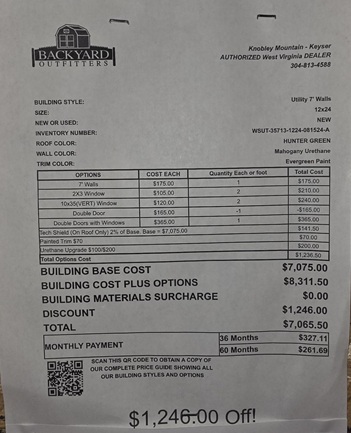 BACKYARD
OUTFITTERS
Knobley Mountain - Keyser
AUTHORIZED West Virginia DEALER
304-813-4588
BUILDING STYLE: Utility 7' Walls
SIZE: 12x24
NEW OR USED: NEW
INVENTORY NUMBER: WSUT-35713-1224-081524-A
ROOF COLOR: HUNTER GREEN
WALL COLOR: Mahogany Urethane
TRIM COLOR: Evergreen Paint
OPTIONS COST EACH Quantity Each or foot Total Cost
7' Walls $175.00 1 $175.00
2X3 Window $105.00 2 $210.00
10x35(VERT) Window $120.00 2 $240.00
Double Door $165.00 -1 -$165.00
Double Doors with Windows $365.00 1 $365.00
Tech Shield (On Roof Only) 2% of Base. Base = $7,075.00 $141.50
Painted Trim $70 $70.00
Urethane Upgrade $100/$200 $200.00
Total Options Cost $1,236.50
BUILDING BASE COST $7,075.00
BUILDING COST PLUS OPTIONS $8,311.50
BUILDING MATERIALS SURCHARGE $0.00
DISCOUNT $1,246.00
TOTAL $7,065.50
MONTHLY PAYMENT 36 Months $327.11
60 Months $261.69
SCAN THIS QR CODE TO OBTAIN A COPY OF
OUR COMPLETE PRICE GUIDE SHOWING ALL
OUR BUILDING STYLES AND OPTIONS
$1,246.00 Off!